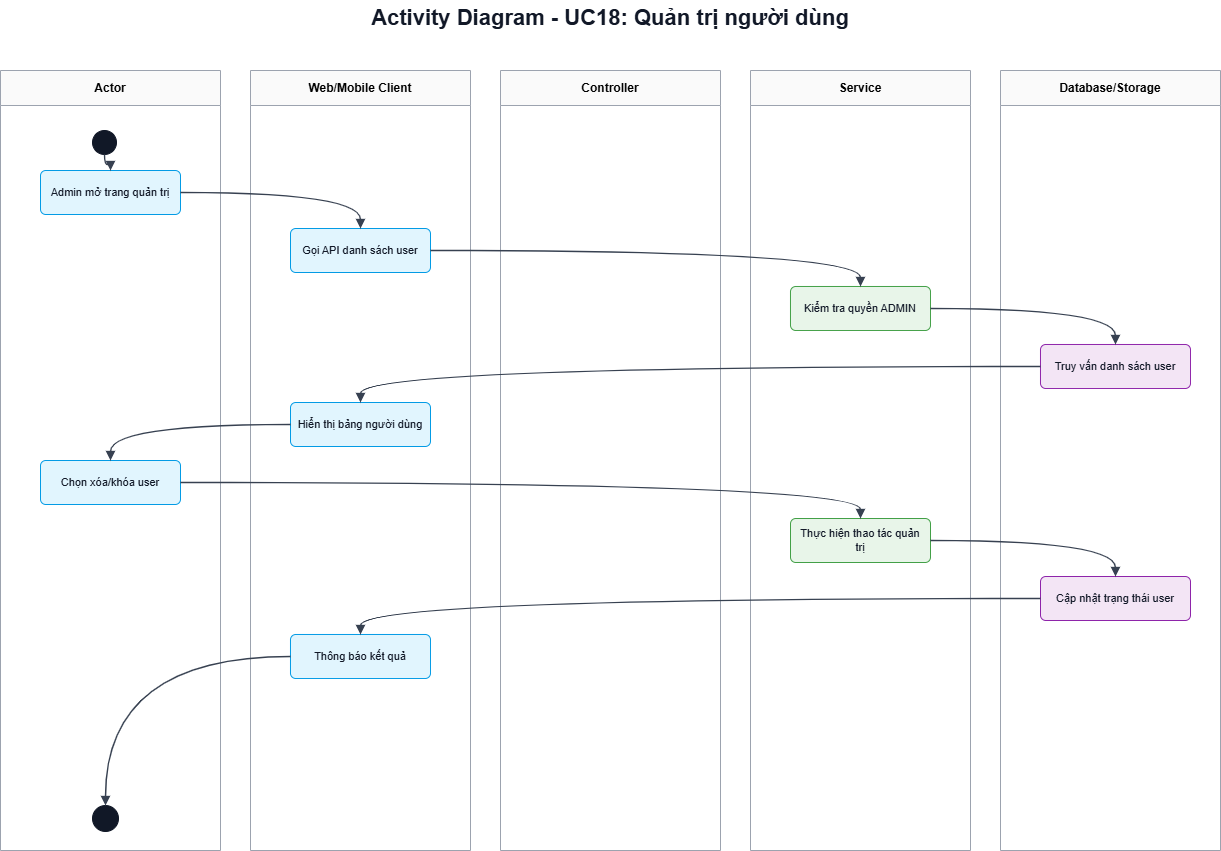 Activity Diagram - UC18: Quản trị người dùng
Actor
Web/Mobile Client
Controller
Service
Database/Storage
Admin mở trang quản trị
Gọi API danh sách user
Kiểm tra quyền ADMIN
Truy vấn danh sách user
Hiển thị bảng người dùng
Chọn xóa/khóa user
Thực hiện thao tác quản
trị
Cập nhật trạng thái user
Thông báo kết quả